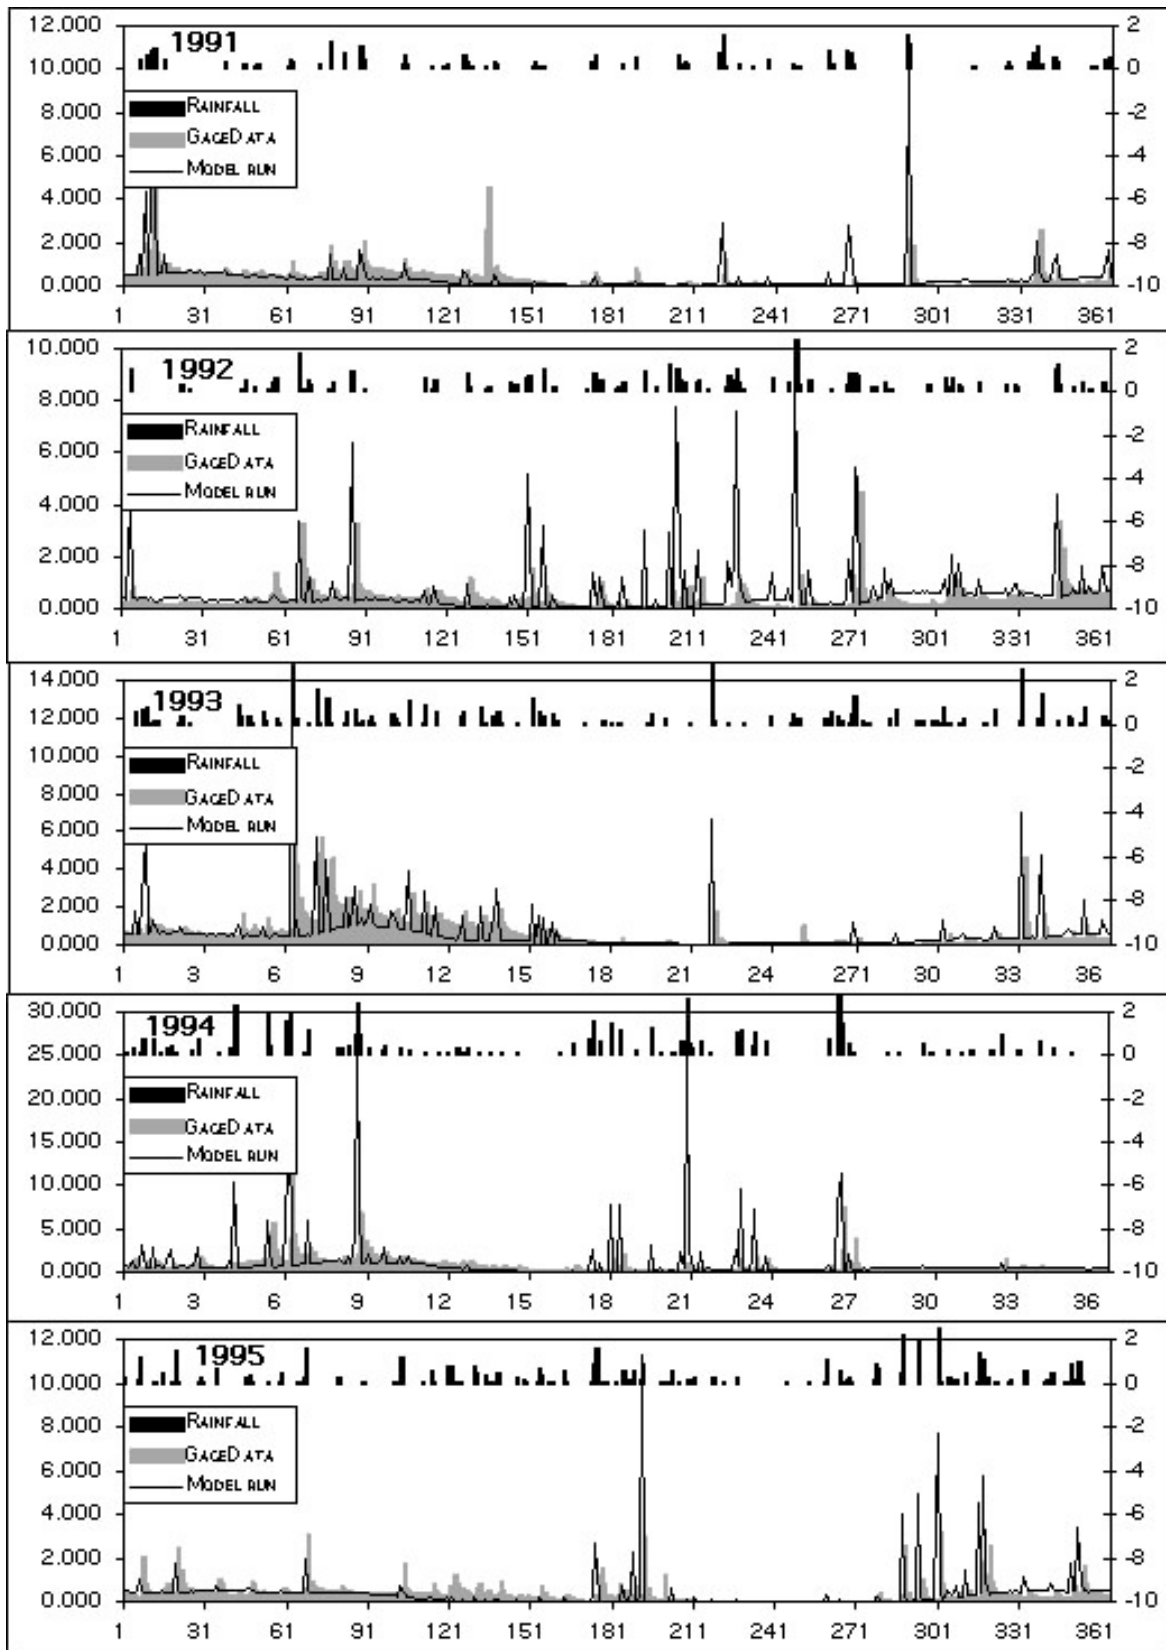 12.000 1991 2
10.000 0
RAINFALL
8.000 -2
GAGEDATA
6.000 -4
MODEL RUN
4.000 -6
2.000 -8
0.000 -10
1 31 61 91 121 151 181 211 241 271 301 331 361
10.000 1992 2
8.000 0
RAINFALL
-2
GAGEDATA
6.000 -4
MODEL RUN
4.000 -6
2.000 -8
0.000 -10
1 31 61 91 121 151 181 211 241 271 301 331 361
14.000 1993 2
12.000 0
10.000 RAINFALL -2
8.000 GAGEDATA -4
6.000 MODEL RUN
4.000 -6
2.000 -8
0.000 -10
1 3 6 9 12 15 18 21 24 271 30 33 36
30.000 1994 2
25.000 0
RAINFALL
20.000 -2
GAGEDATA
15.000 -4
MODEL RUN
10.000 -6
5.000 -8
0.000 -10
1 3 6 9 12 15 18 21 24 27 30 33 36
12.000 1995 2
10.000 0
RAINFALL
8.000 -2
GAGEDATA
6.000 -4
MODEL RUN
4.000 -6
2.000 -8
0.000 -10
1 31 61 91 121 151 181 211 241 271 301 331 361